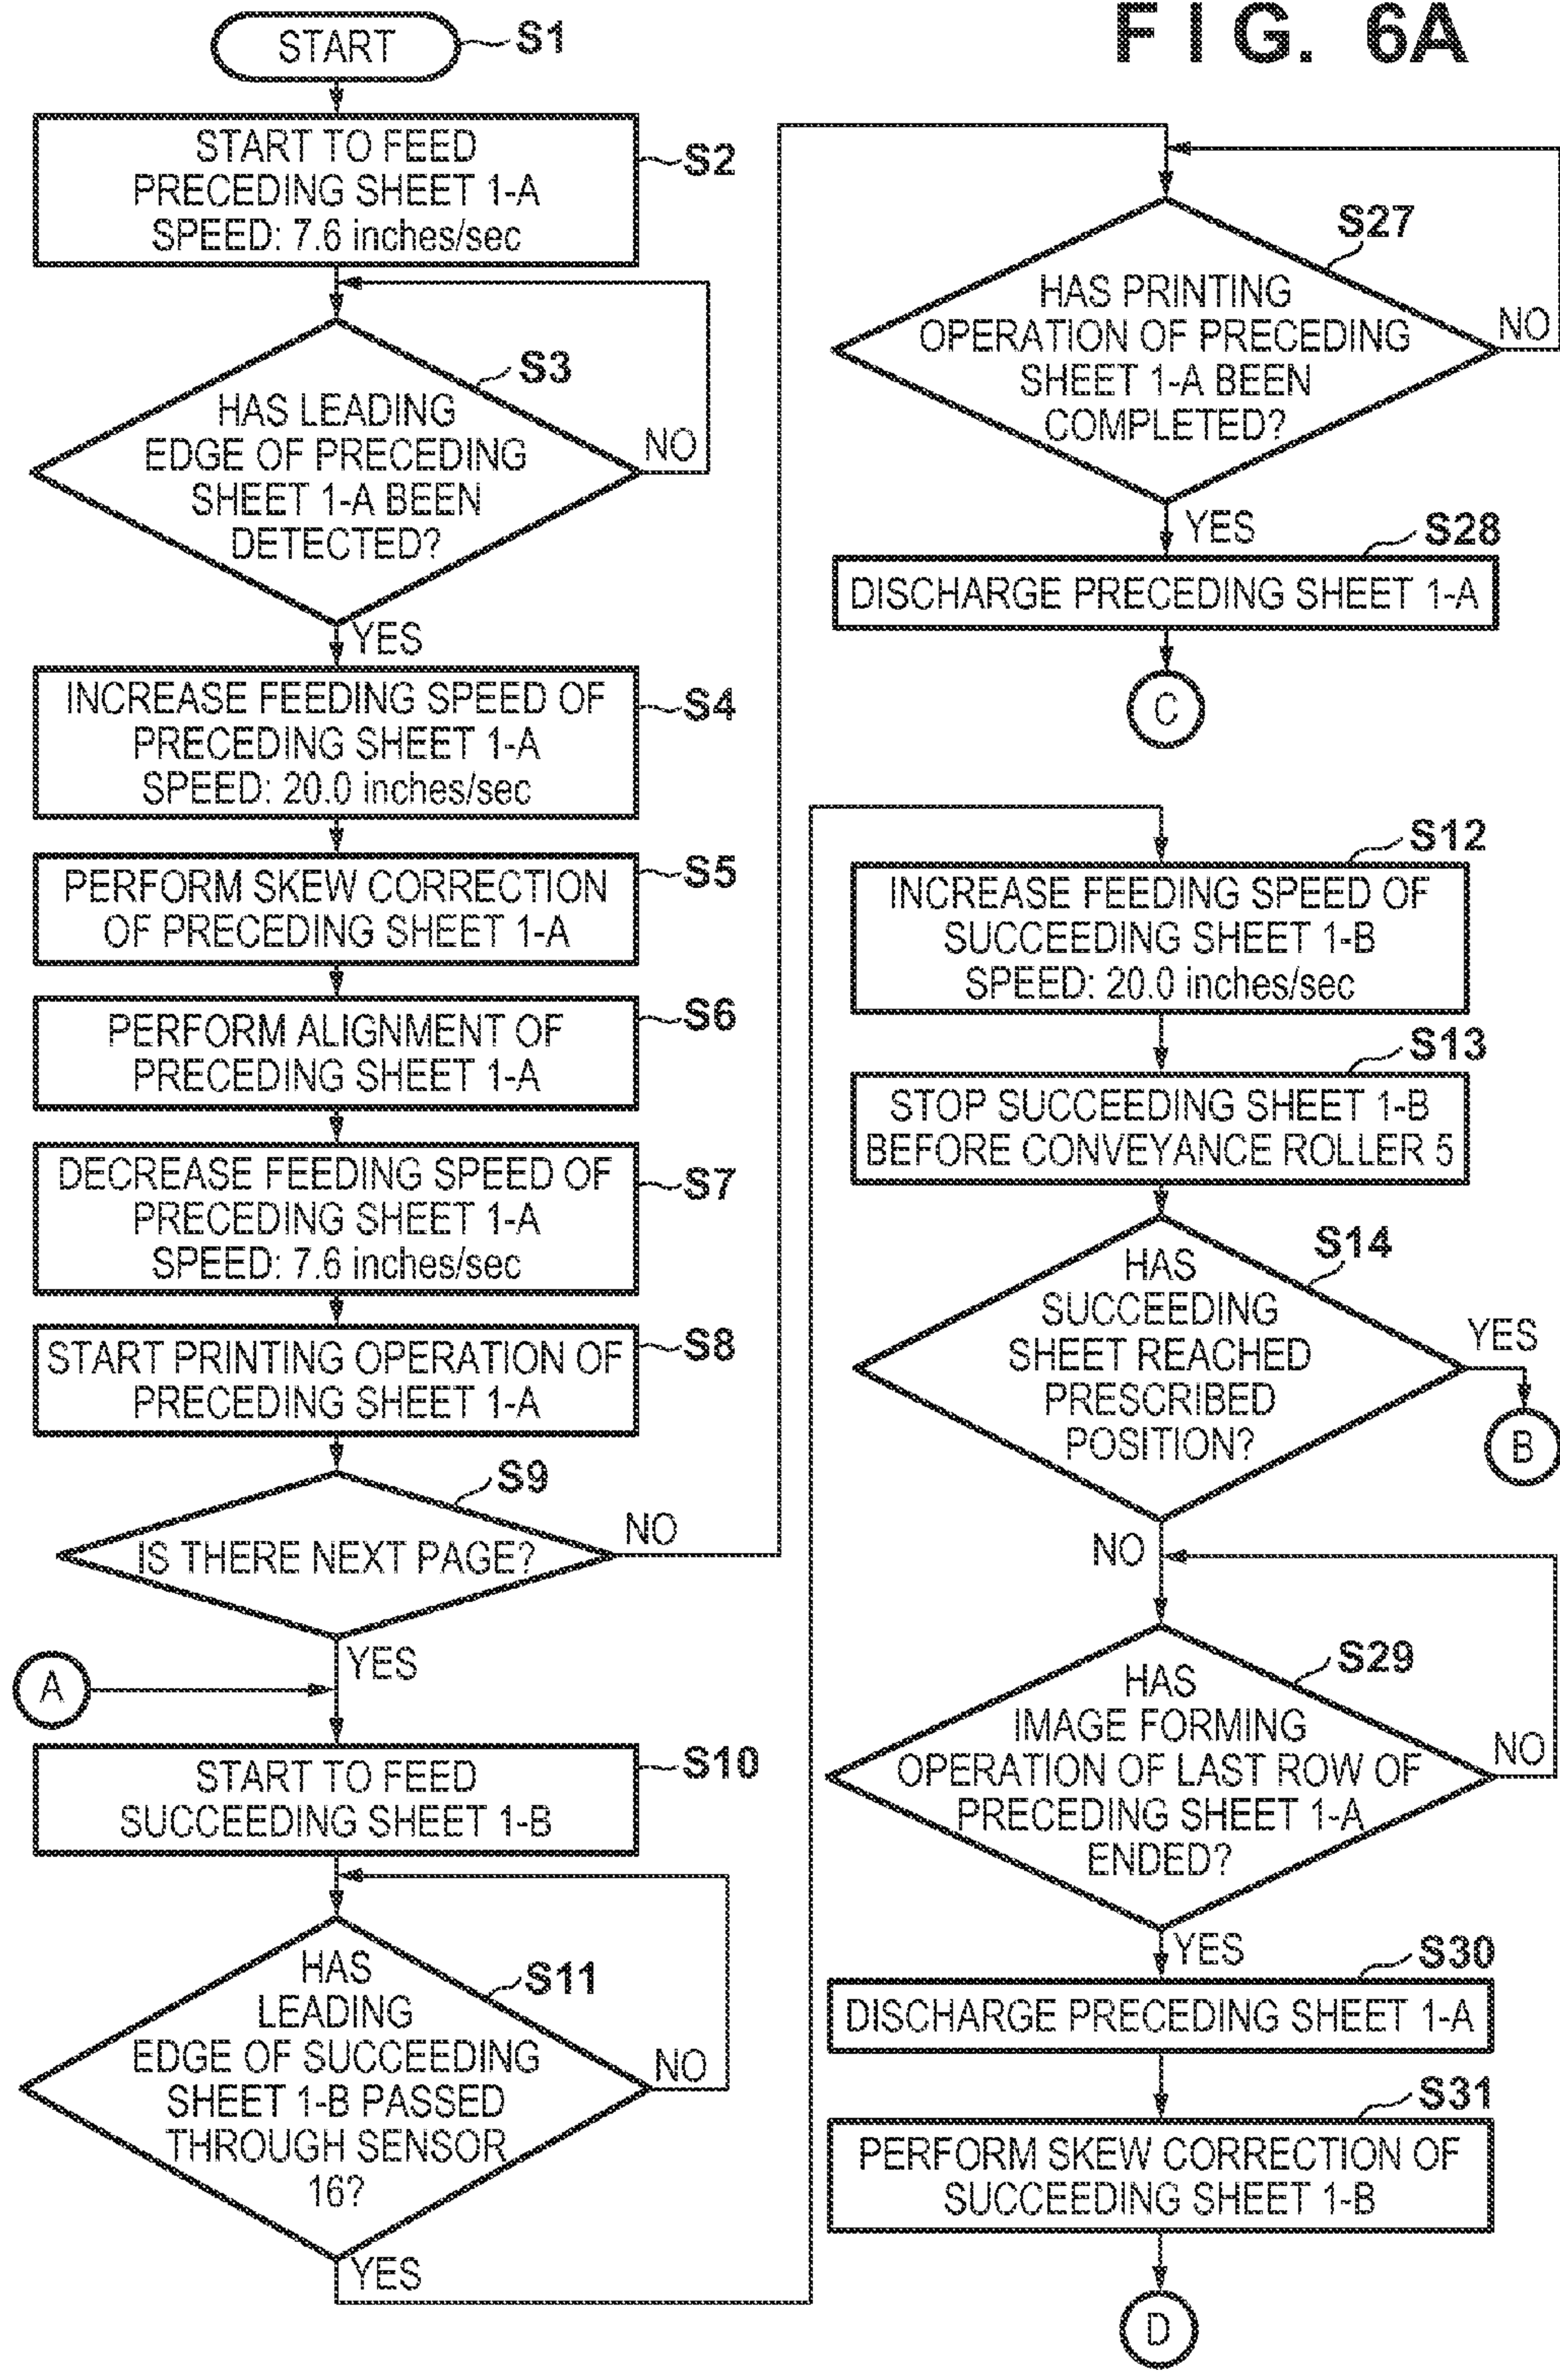 FIG. 6A
START
S1
START TO FEED
PRECEDING SHEET 1-A
SPEED: 7.6 inches/sec
S2
S3
HAS LEADING
EDGE OF PRECEDING
SHEET 1-A BEEN
DETECTED?
NO
YES
INCREASE FEEDING SPEED OF
PRECEDING SHEET 1-A
SPEED: 20.0 inches/sec
S4
PERFORM SKEW CORRECTION
OF PRECEDING SHEET 1-A
S5
PERFORM ALIGNMENT OF
PRECEDING SHEET 1-A
S6
DECREASE FEEDING SPEED OF
PRECEDING SHEET 1-A
SPEED: 7.6 inches/sec
S7
START PRINTING OPERATION OF
PRECEDING SHEET 1-A
S8
S9
IS THERE NEXT PAGE?
NO
YES
A
START TO FEED
SUCCEEDING SHEET 1-B
S10
S11
HAS
LEADING
EDGE OF SUCCEEDING
SHEET 1-B PASSED
THROUGH SENSOR
16?
NO
YES
S27
HAS PRINTING
OPERATION OF PRECEDING
SHEET 1-A BEEN
COMPLETED?
NO
YES
S28
DISCHARGE PRECEDING SHEET 1-A
C
S12
INCREASE FEEDING SPEED OF
SUCCEEDING SHEET 1-B
SPEED: 20.0 inches/sec
S13
STOP SUCCEEDING SHEET 1-B
BEFORE CONVEYANCE ROLLER 5
S14
HAS
SUCCEEDING
SHEET REACHED
PRESCRIBED
POSITION?
YES
B
NO
S29
HAS
IMAGE FORMING
OPERATION OF LAST ROW OF
PRECEDING SHEET 1-A
ENDED?
NO
YES
S30
DISCHARGE PRECEDING SHEET 1-A
S31
PERFORM SKEW CORRECTION OF
SUCCEEDING SHEET 1-B
D